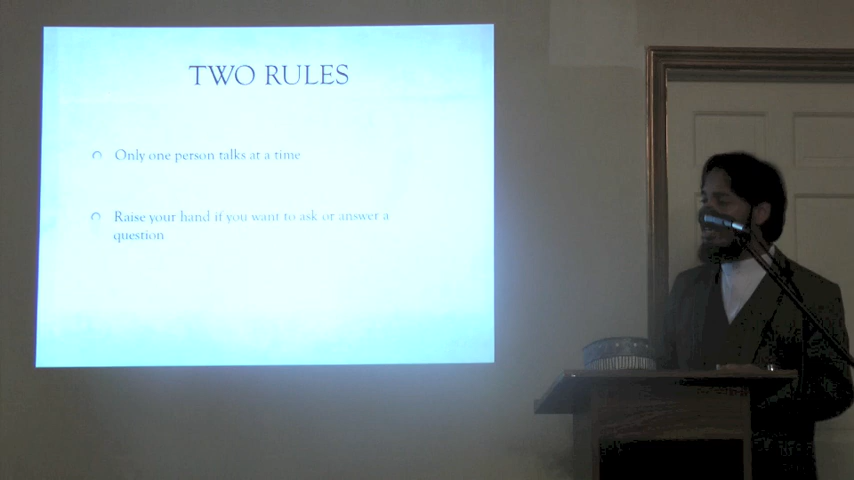 TWO RULES
Only one person talks at a time
Raise your hand if you want to ask or answer a
question